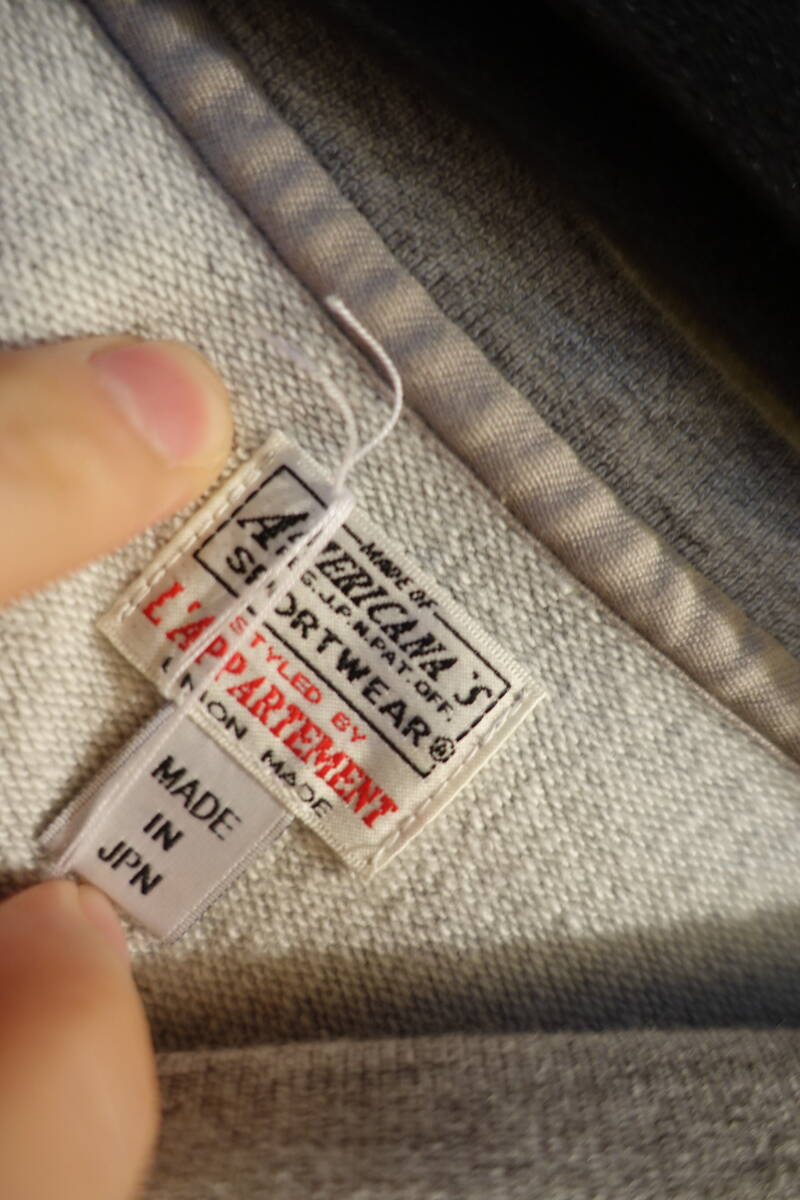 MADE OF
AMERICANA'S
U.S.J.P.N.PAT.OFF.
SPORTWEAR®
STYLED BY
L'APPARTEMENT
UNION MADE
MADE
IN
JPN